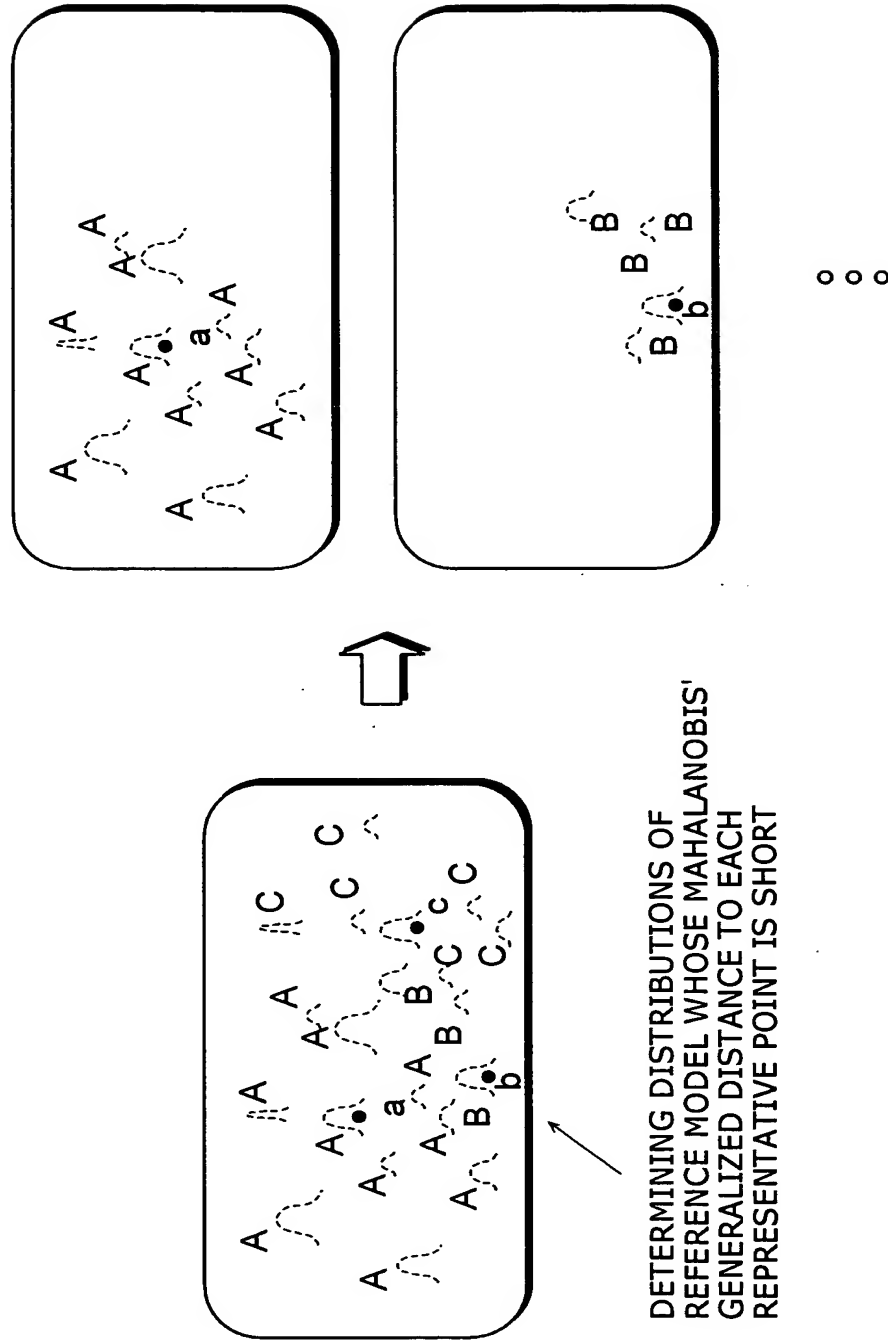 A A C
A
A
A C
C
A A
a
A B
A A c
B C
A C
B
C
b
DETERMINING DISTRIBUTIONS OF
REFERENCE MODEL WHOSE MAHALANOBIS'
GENERALIZED DISTANCE TO EACH
REPRESENTATIVE POINT IS SHORT
A A
A
A
A
A A
a
A
A
A
B
B
B
B
b